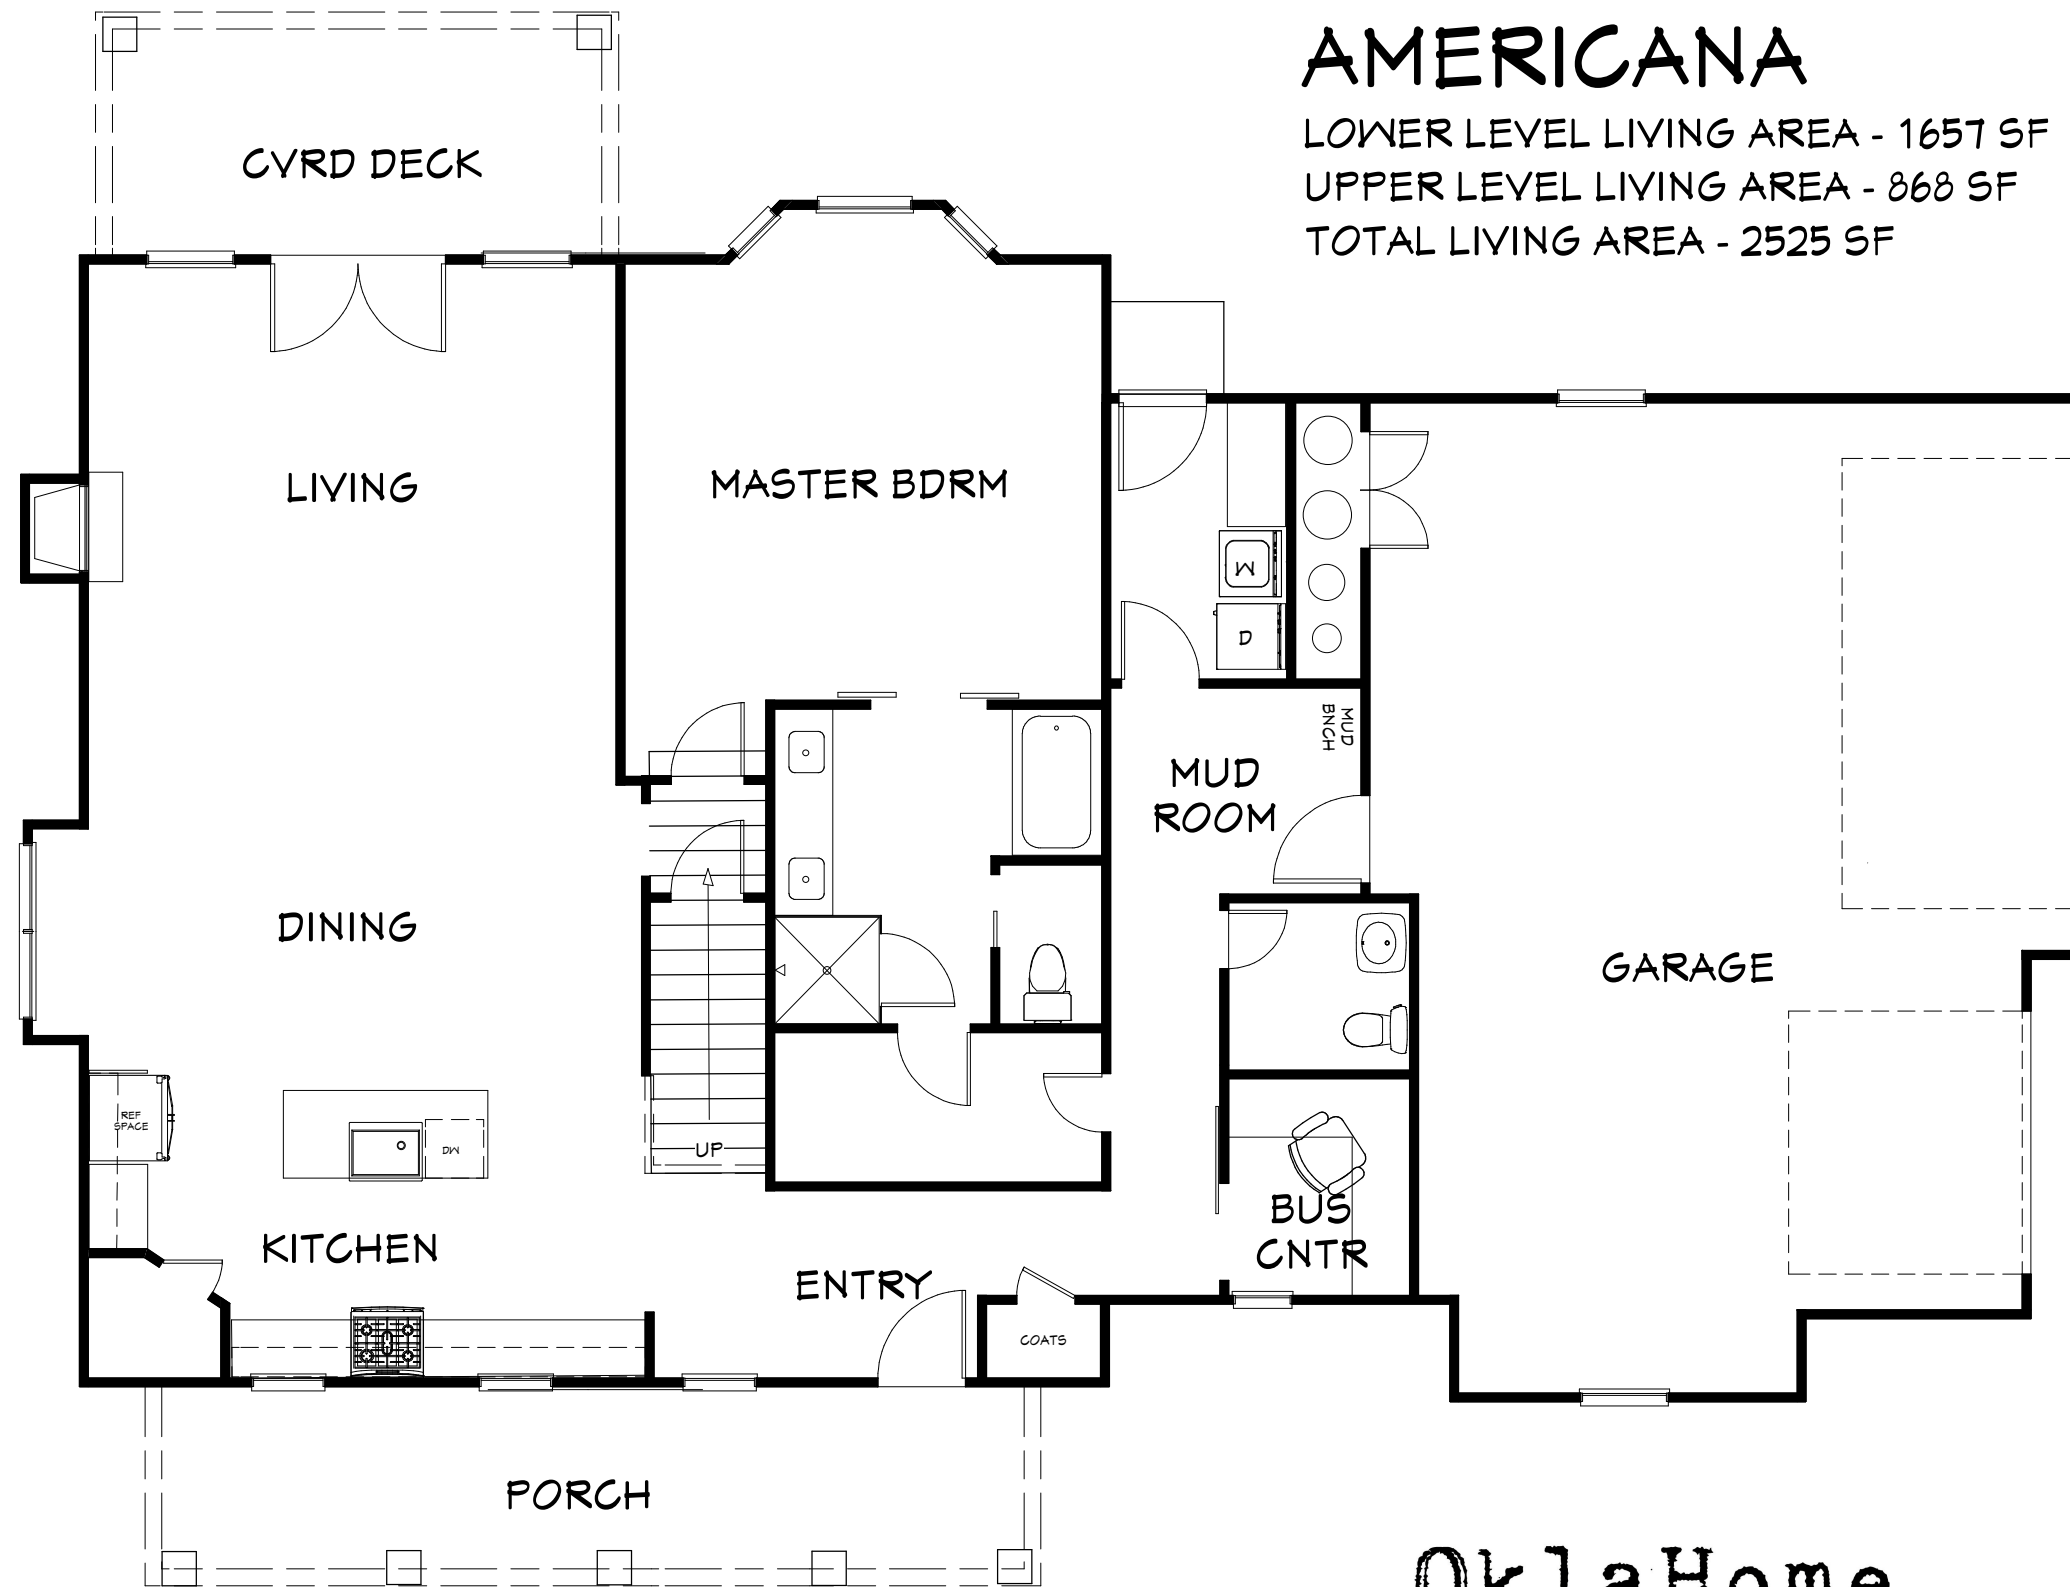 AMERICANA
LOWER LEVEL LIVING AREA - 1657 SF
UPPER LEVEL LIVING AREA - 868 SF
TOTAL LIVING AREA - 2525 SF
CVRD DECK
LIVING
MASTER BDRM
W
D
MUD
BNCH
MUD
ROOM
DINING
GARAGE
REF
SPACE
DW
UP
BUS
CNTR
KITCHEN
ENTRY
COATS
PORCH
OklaHome